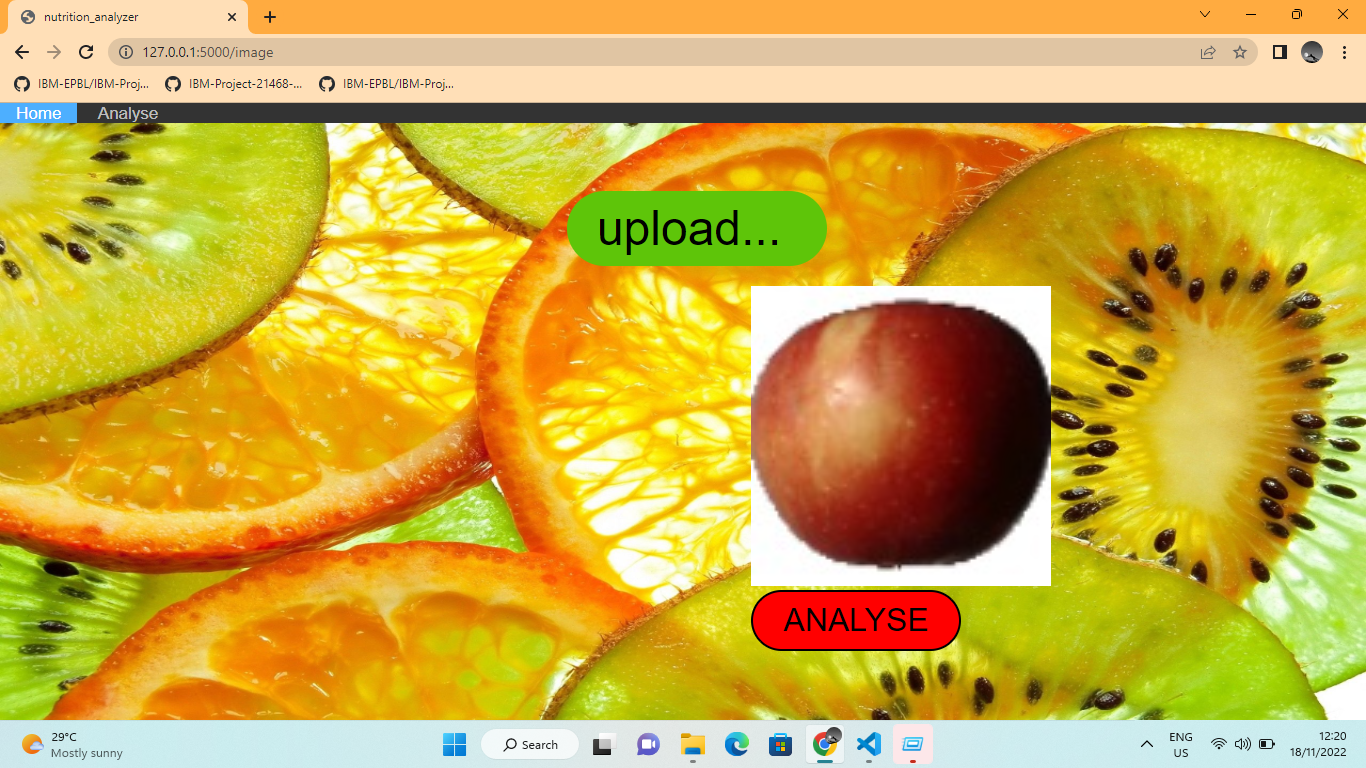 nutrition_analyzer
127.0.0.1:5000/image
IBM-EPBL/IBM-Proj...
IBM-Project-21468-...
IBM-EPBL/IBM-Proj...
Home
Analyse
upload...
ANALYSE
29°C
Mostly sunny
Search
ENG
US
12:20
18/11/2022